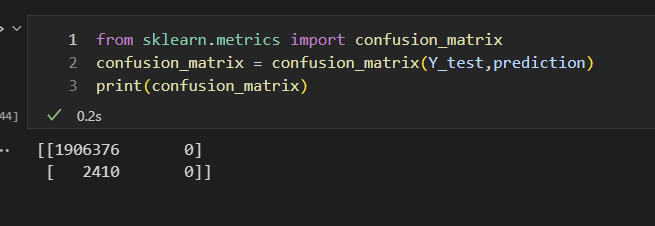 1 from sklearn.metrics import confusion_matrix
2 confusion_matrix = confusion_matrix(Y_test,prediction)
3 print(confusion_matrix)
44] 0.2s
[[1906376       0]
 [   2410       0]]